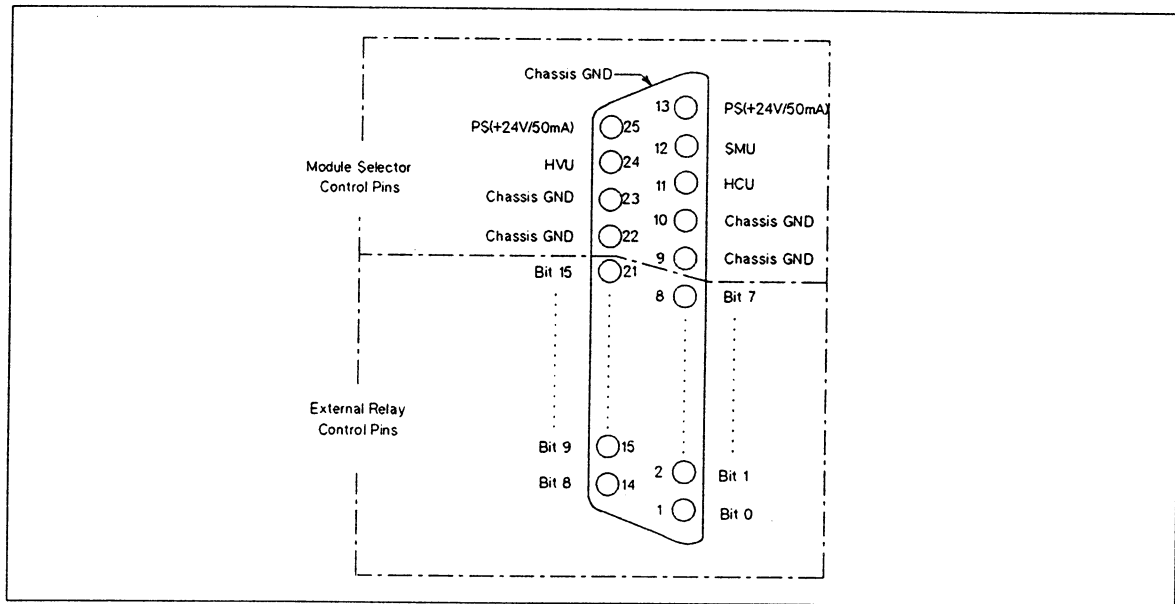 Chassis GND
PS(+24V/50mA) 25 13 PS(+24V/50mA)
HVU 24 12 SMU
Module Selector
Control Pins
Chassis GND 23 11 HCU
Chassis GND 22 10 Chassis GND
9 Chassis GND
Bit 15 21
8 Bit 7
External Relay
Control Pins
Bit 9 15
2 Bit 1
Bit 8 14
1 Bit 0